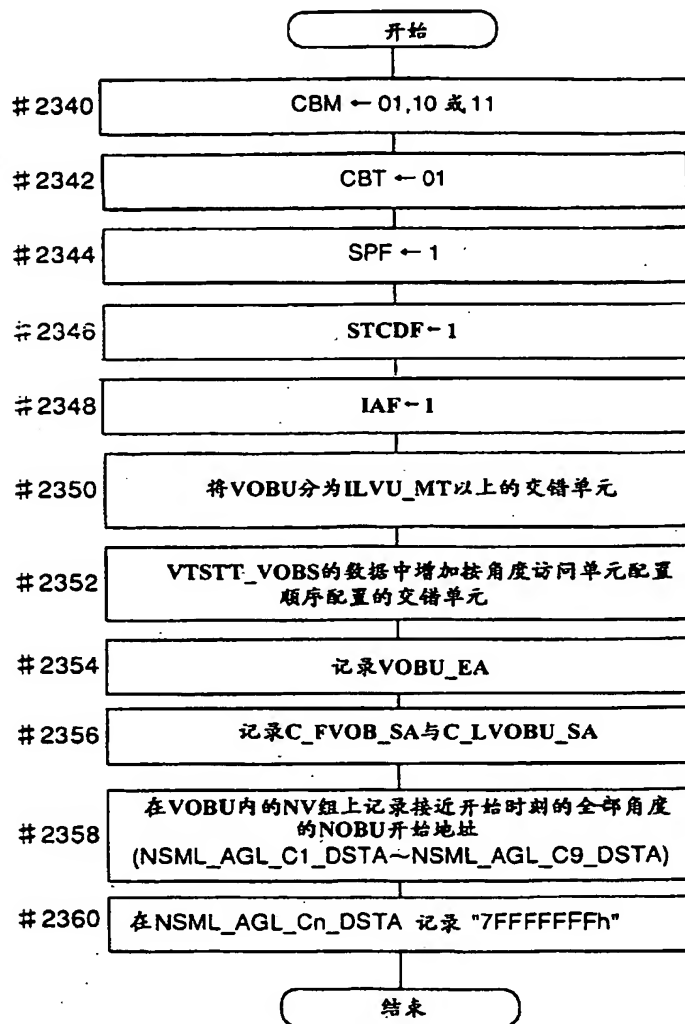 开始
#2340 CBM ← 01,10 或 11
#2342 CBT ← 01
#2344 SPF ← 1
#2346 STCDF ← 1
#2348 IAF ← 1
#2350 将VOBU分为ILVU_MT以上的交错单元
#2352 VTSTT_VOBS的数据中增加按角度访问单元配置
顺序配置的交错单元
#2354 记录VOBU_EA
#2356 记录C_FVOB_SA与C_LVOBU_SA
在VOBU内的NV组上记录接近开始时刻的全部角度
#2358 的NOBU开始地址
(NSML_AGL_C1_DSTA～NSML_AGL_C9_DSTA)
#2360 在NSML_AGL_Cn_DSTA 记录 "7FFFFFFFh"
结束